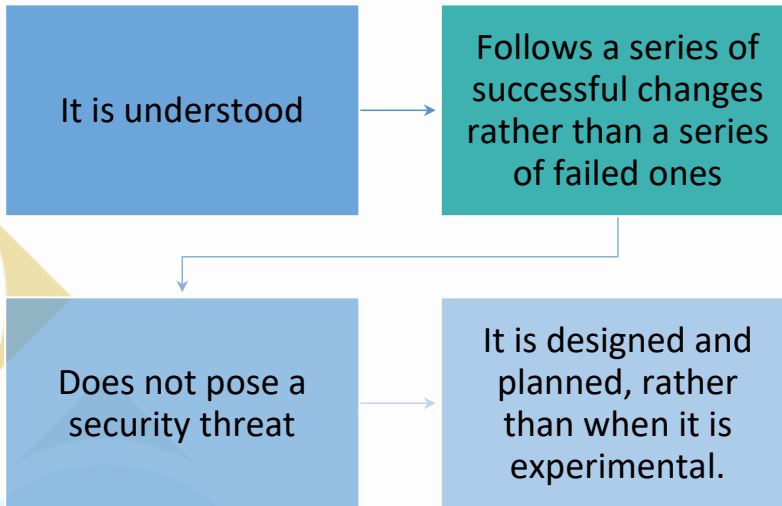 It is understood
Follows a series of
successful changes
rather than a series
of failed ones
Does not pose a
security threat
It is designed and
planned, rather
than when it is
experimental.